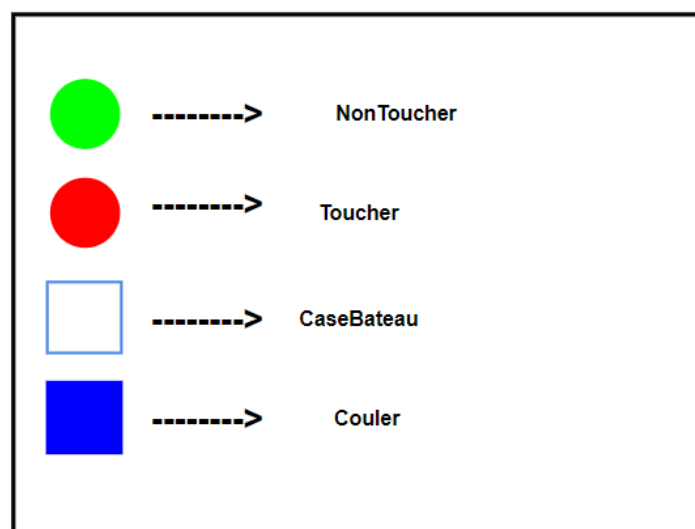 --------> NonToucher
--------> Toucher
--------> CaseBateau
--------> Couler